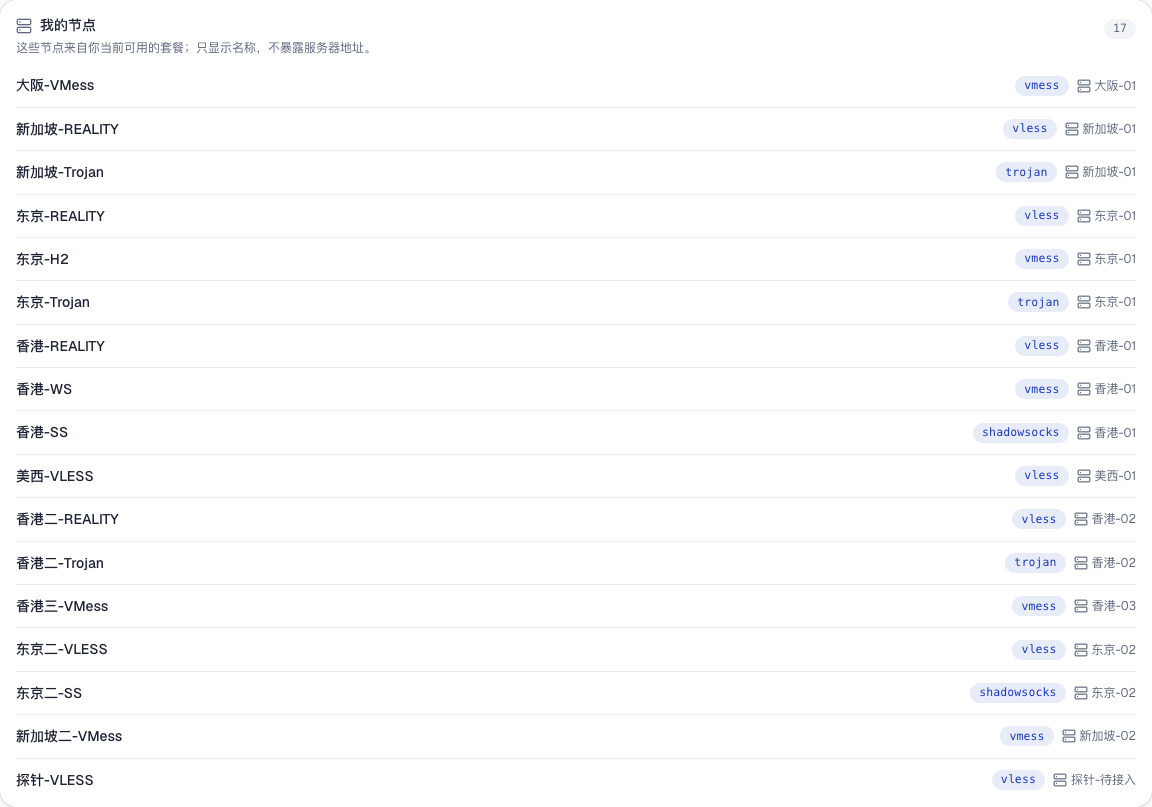 我的节点 17
这些节点来自你当前可用的套餐；只显示名称，不暴露服务器地址。
大阪-VMess vmess 大阪-01
新加坡-REALITY vless 新加坡-01
新加坡-Trojan trojan 新加坡-01
东京-REALITY vless 东京-01
东京-H2 vmess 东京-01
东京-Trojan trojan 东京-01
香港-REALITY vless 香港-01
香港-WS vmess 香港-01
香港-SS shadowsocks 香港-01
美西-VLESS vless 美西-01
香港二-REALITY vless 香港-02
香港二-Trojan trojan 香港-02
香港三-VMess vmess 香港-03
东京二-VLESS vless 东京-02
东京二-SS shadowsocks 东京-02
新加坡二-VMess vmess 新加坡-02
探针-VLESS vless 探针-待接入